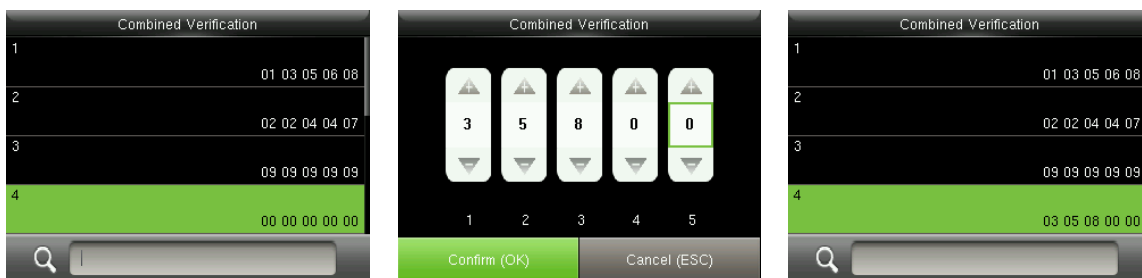 Combined Verification
1
01 03 05 06 08
2
02 02 04 04 07
3
09 09 09 09 09
4
00 00 00 00 00
Combined Verification
3 5 8 0 0
1 2 3 4 5
Confirm (OK) Cancel (ESC)
Combined Verification
1
01 03 05 06 08
2
02 02 04 04 07
3
09 09 09 09 09
4
03 05 08 00 00